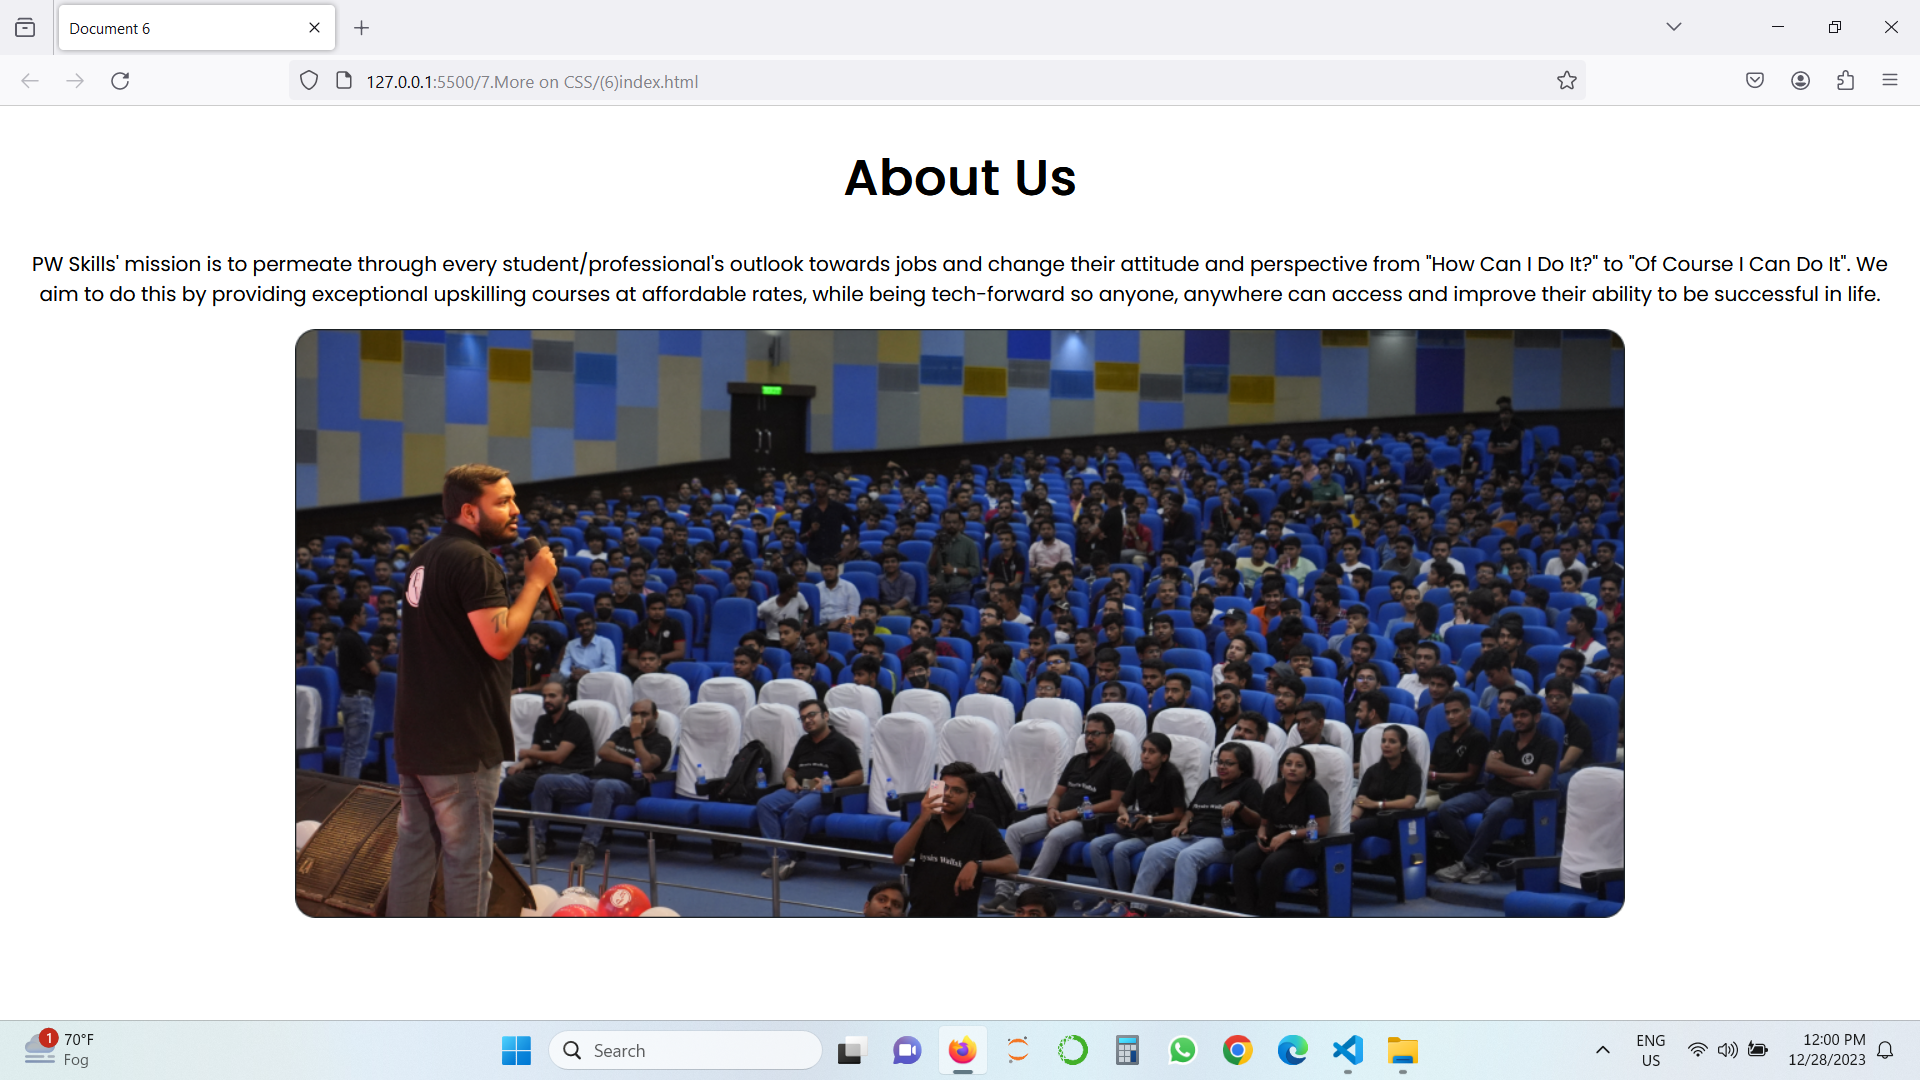 Document 6
127.0.0.1:5500/7.More on CSS/(6)index.html
About Us
PW Skills' mission is to permeate through every student/professional's outlook towards jobs and change their attitude and perspective from "How Can I Do It?" to "Of Course I Can Do It". We
aim to do this by providing exceptional upskilling courses at affordable rates, while being tech-forward so anyone, anywhere can access and improve their ability to be successful in life.
1
70°F
Fog
Search
ENG
US
12:00 PM
12/28/2023